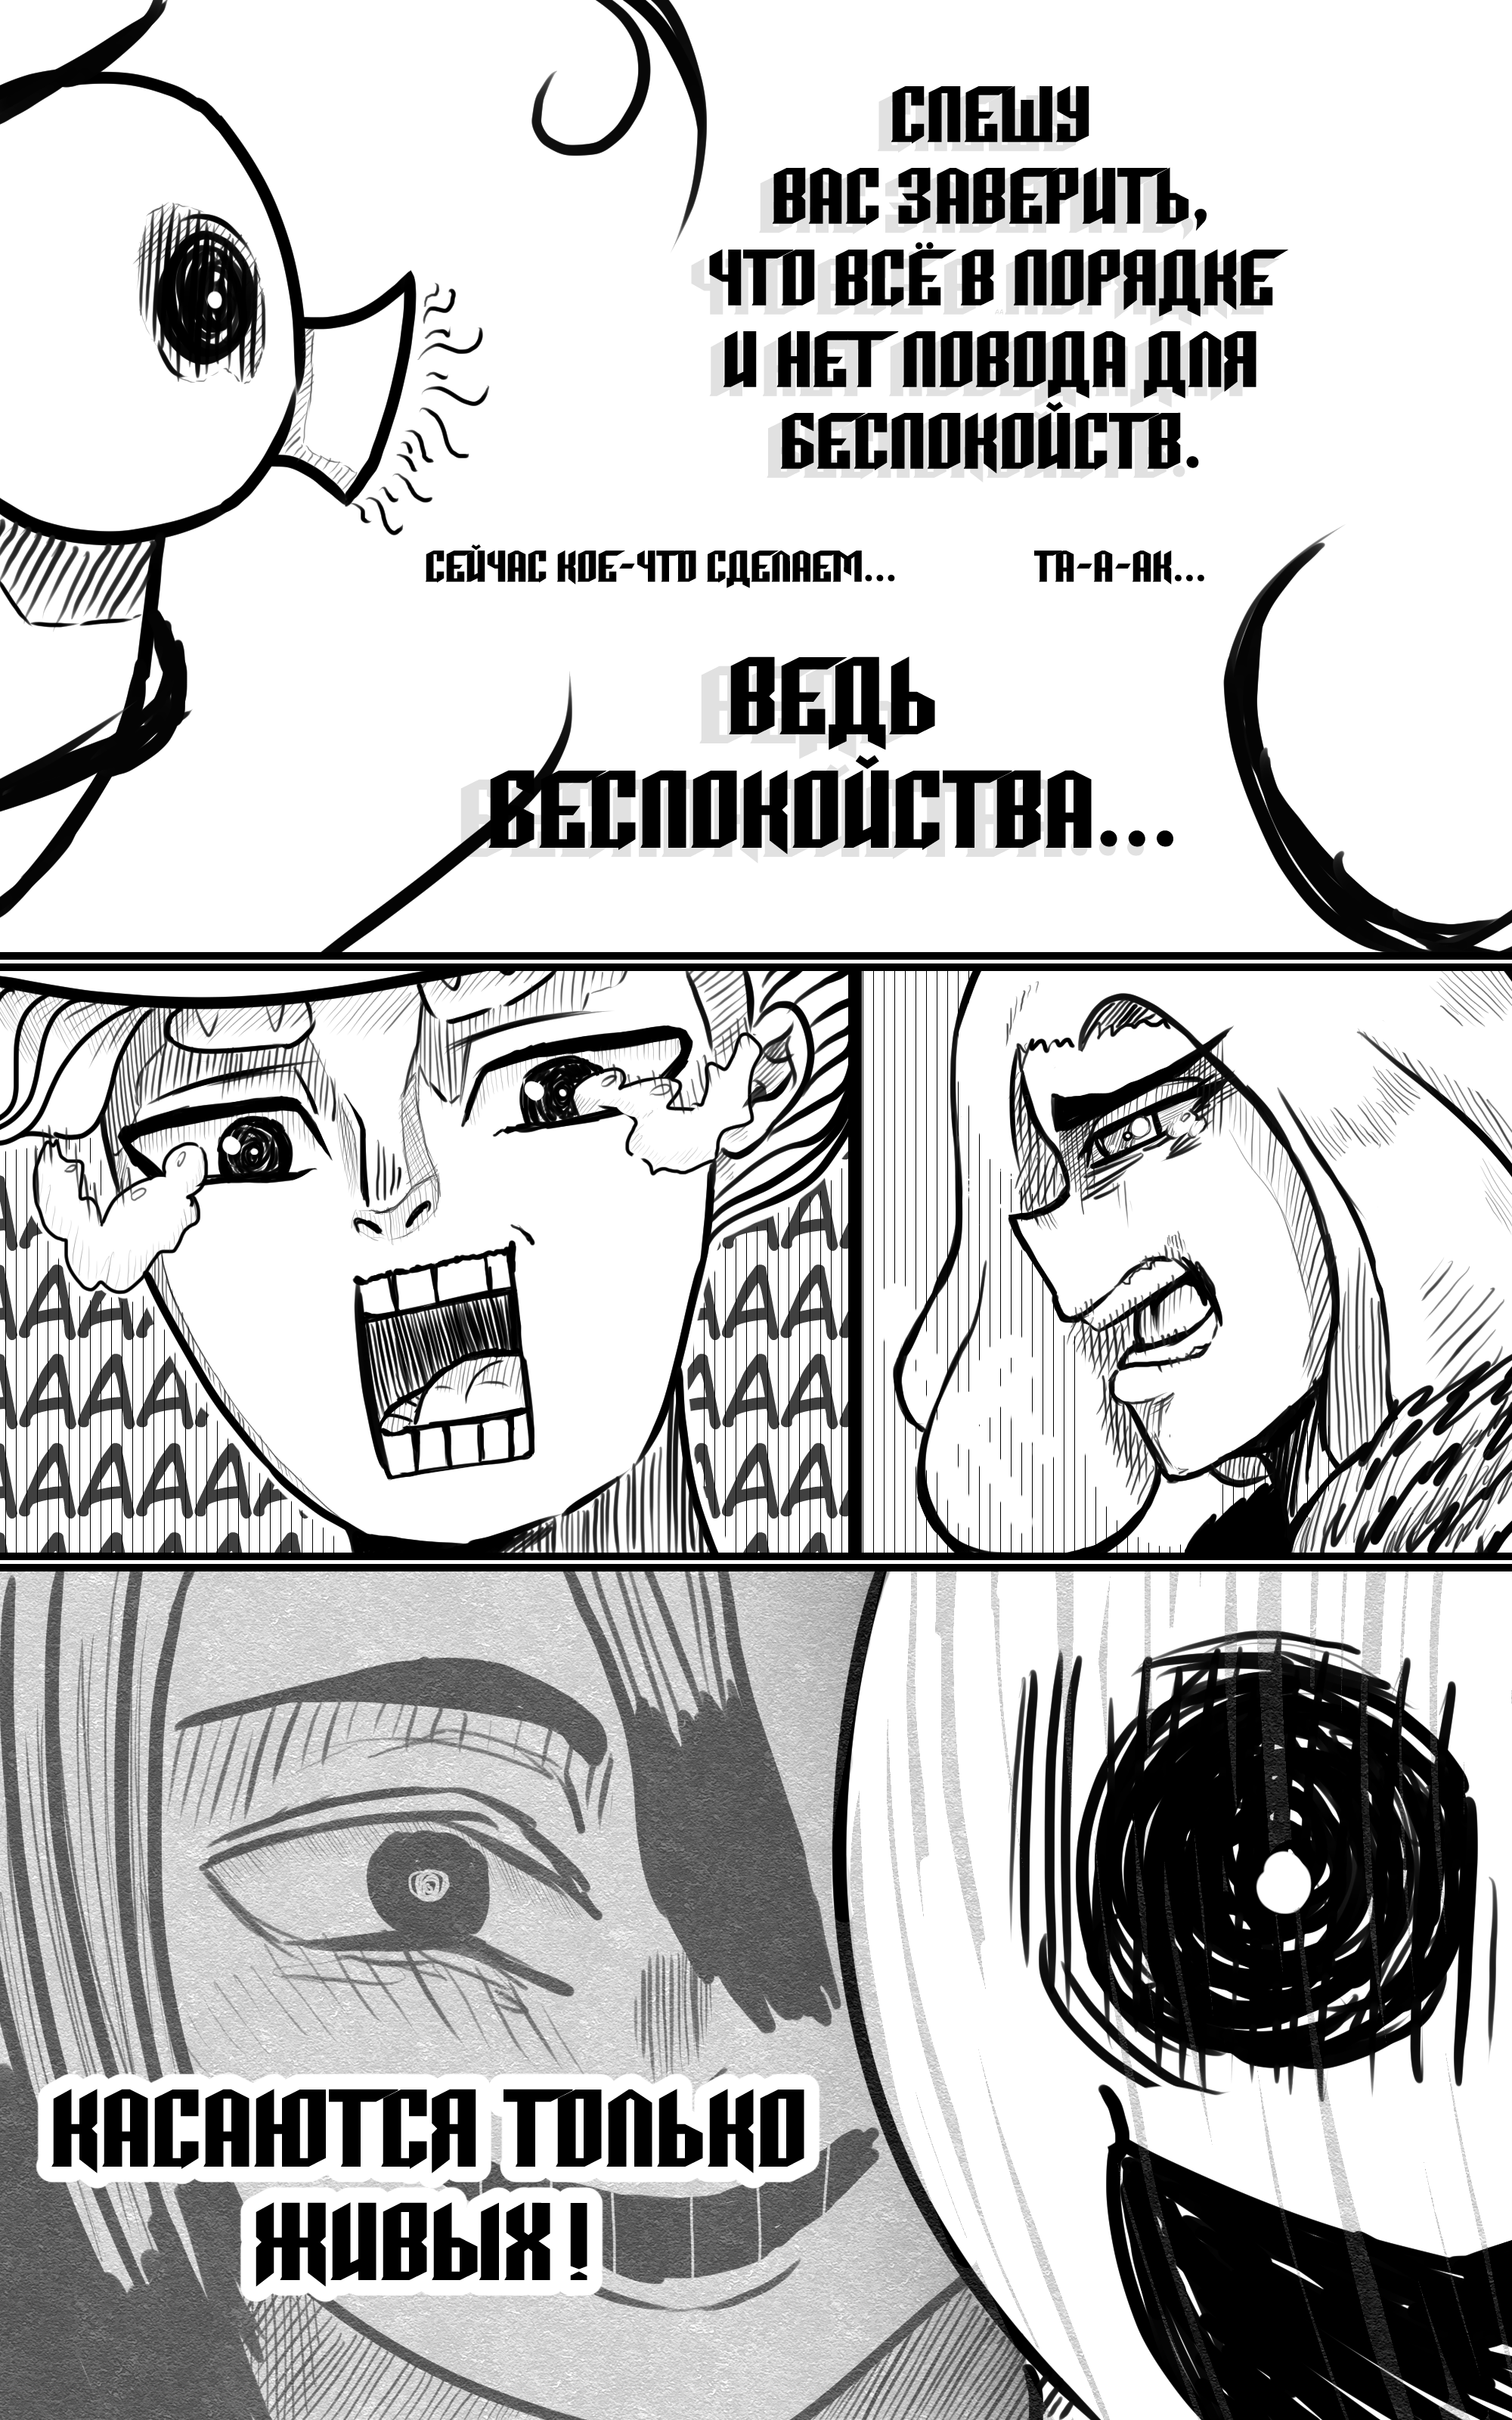 СПЕШУ
ВАС ЗАВЕРИТЬ,
ЧТО ВСЁ В ПОРЯДКЕ
И НЕТ ПОВОДА ДЛЯ
БЕСПОКОЙСТВ.
СЕЙЧАС КОЕ-ЧТО СДЕЛАЕМ... ТА-А-АК...
ВЕДЬ
БЕСПОКОЙСТВА...
КАСАЮТСЯ ТОЛЬКО
ЖИВЫХ!